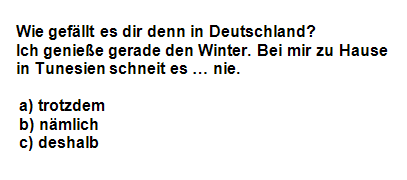 Wie gefällt es dir denn in Deutschland?
Ich genieße gerade den Winter. Bei mir zu Hause
in Tunesien schneit es … nie.
a) trotzdem
b) nämlich
c) deshalb